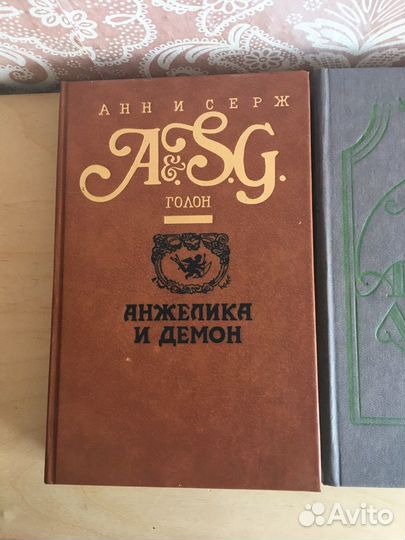 АНН И СЕРЖ
A.&S.G.
ГОЛОН
АНЖЕЛИКА
И ДЕМОН
Avito